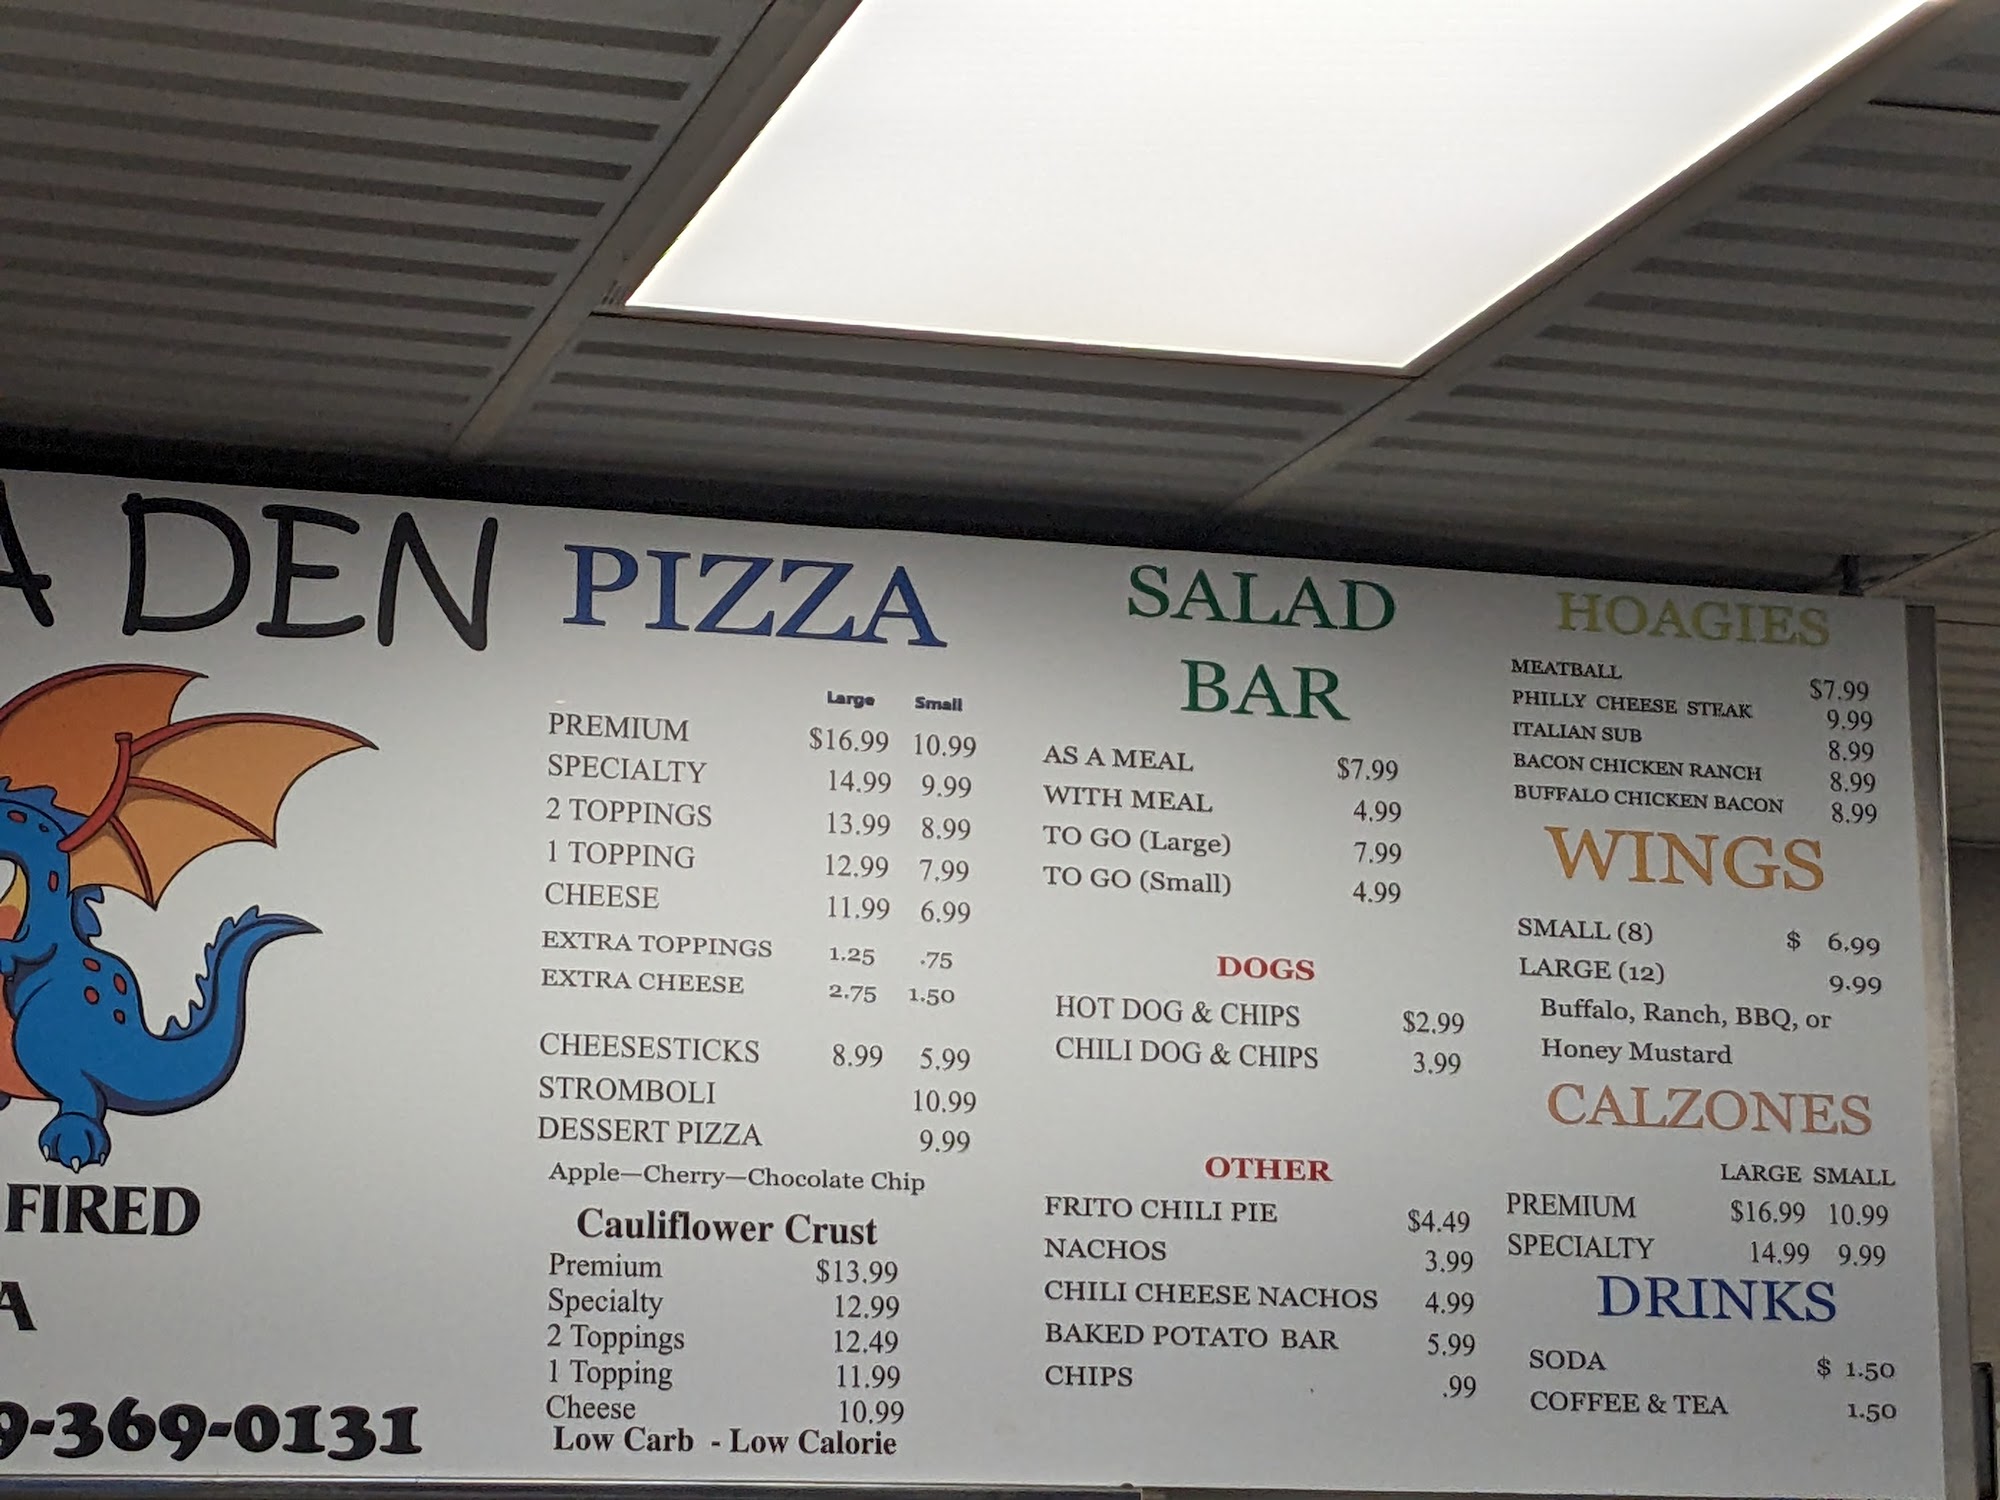 A DEN
FIRED
A
9-369-0131
PIZZA
Large Small
PREMIUM $16.99 10.99
SPECIALTY 14.99 9.99
2 TOPPINGS 13.99 8.99
1 TOPPING 12.99 7.99
CHEESE 11.99 6.99
EXTRA TOPPINGS 1.25 .75
EXTRA CHEESE 2.75 1.50
CHEESESTICKS 8.99 5.99
STROMBOLI 10.99
DESSERT PIZZA 9.99
Apple—Cherry—Chocolate Chip
Cauliflower Crust
Premium $13.99
Specialty 12.99
2 Toppings 12.49
1 Topping 11.99
Cheese 10.99
Low Carb - Low Calorie
SALAD
BAR
AS A MEAL $7.99
WITH MEAL 4.99
TO GO (Large) 7.99
TO GO (Small) 4.99
DOGS
HOT DOG & CHIPS $2.99
CHILI DOG & CHIPS 3.99
OTHER
FRITO CHILI PIE $4.49
NACHOS 3.99
CHILI CHEESE NACHOS 4.99
BAKED POTATO BAR 5.99
CHIPS .99
HOAGIES
MEATBALL $7.99
PHILLY CHEESE STEAK 9.99
ITALIAN SUB 8.99
BACON CHICKEN RANCH 8.99
BUFFALO CHICKEN BACON 8.99
WINGS
SMALL (8) $ 6.99
LARGE (12) 9.99
Buffalo, Ranch, BBQ, or
Honey Mustard
CALZONES
LARGE SMALL
PREMIUM $16.99 10.99
SPECIALTY 14.99 9.99
DRINKS
SODA $ 1.50
COFFEE & TEA 1.50